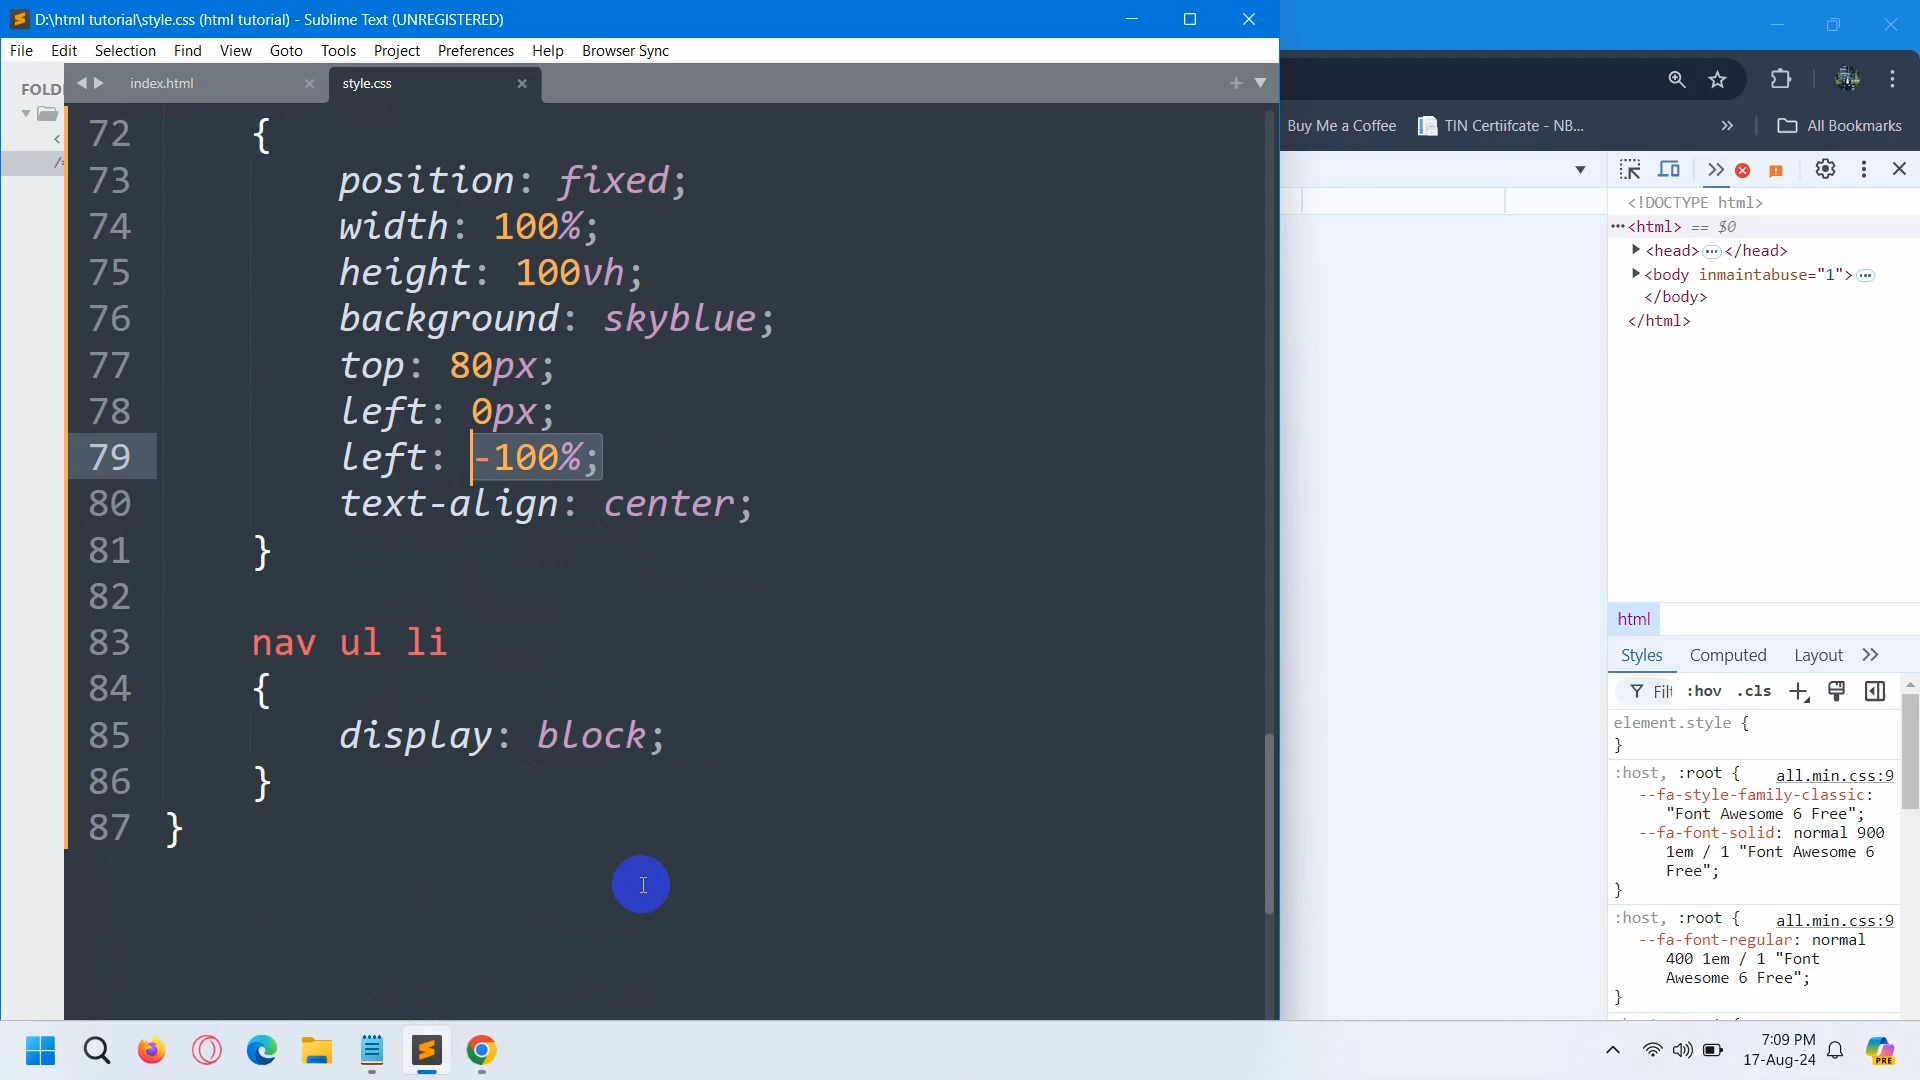 D:\html tutorial\style.css (html tutorial) - Sublime Text (UNREGISTERED)
File Edit Selection Find View Goto Tools Project Preferences Help Browser Sync
FOLD
index.html
style.css
72 {
73 position: fixed;
74 width: 100%;
75 height: 100vh;
76 background: skyblue;
77 top: 80px;
78 left: 0px;
79 left: -100%;
80 text-align: center;
81 }
82
83 nav ul li
84 {
85 display: block;
86 }
87 }
Buy Me a Coffee TIN Certiifcate - NB... All Bookmarks
<!DOCTYPE html>
<html> == $0
<head> </head>
<body inmaintabuse="1">
</body>
</html>
html
Styles Computed Layout
Filt :hov .cls
element.style {
}
:host, :root { all.min.css:9
--fa-style-family-classic:
"Font Awesome 6 Free";
--fa-font-solid: normal 900
1em / 1 "Font Awesome 6
Free";
}
:host, :root { all.min.css:9
--fa-font-regular: normal
400 1em / 1 "Font
Awesome 6 Free";
}
7:09 PM
17-Aug-24
PRE